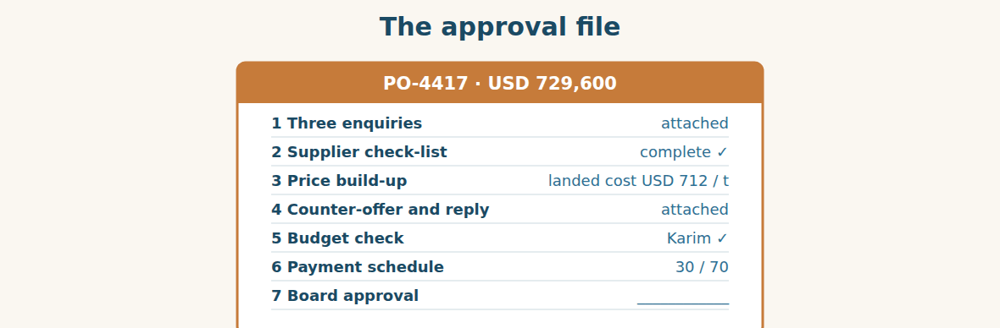 The approval file
PO-4417 · USD 729,600
1 Three enquiries attached
2 Supplier check-list complete ✓
3 Price build-up landed cost USD 712 / t
4 Counter-offer and reply attached
5 Budget check Karim ✓
6 Payment schedule 30 / 70
7 Board approval ____________